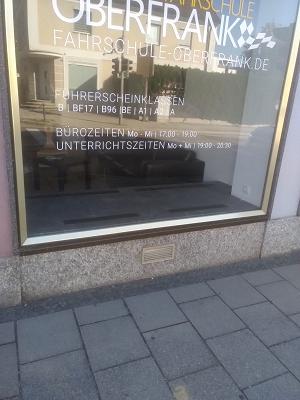 FAHRSCHULE
OBERFRANK
FAHRSCHULE-OBERFRANK.DE
FÜHRERSCHEINKLASSEN
B | BF17 | B96 | BE | A1 | A2 | A
BÜROZEITEN Mo - Mi | 17:00 - 19:00
UNTERRICHTSZEITEN Mo + Mi | 19:00 - 20:30